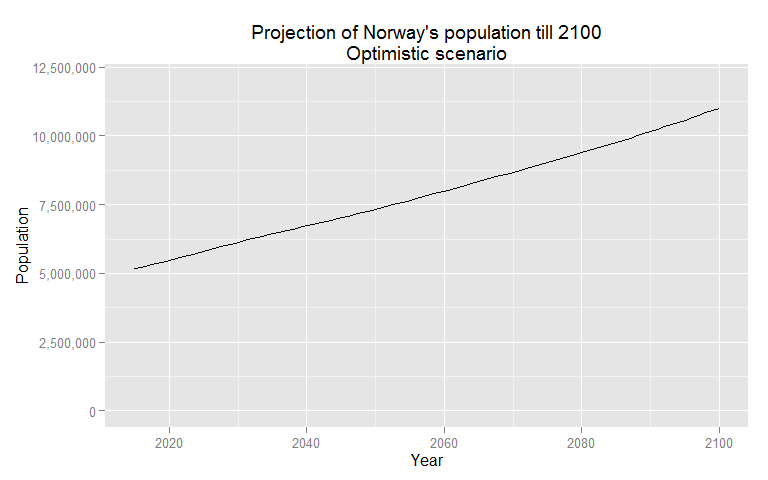 Projection of Norway's population till 2100
Optimistic scenario
12,500,000
10,000,000
7,500,000
5,000,000
2,500,000
0
Population
2020
2040
2060
2080
2100
Year